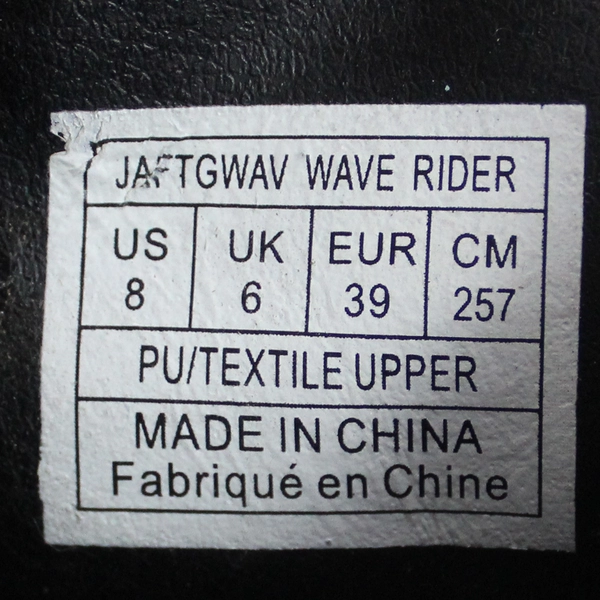 JAFTGWAV WAVE RIDER
US UK EUR CM
8 6 39 257
PU/TEXTILE UPPER
MADE IN CHINA
Fabriqué en Chine